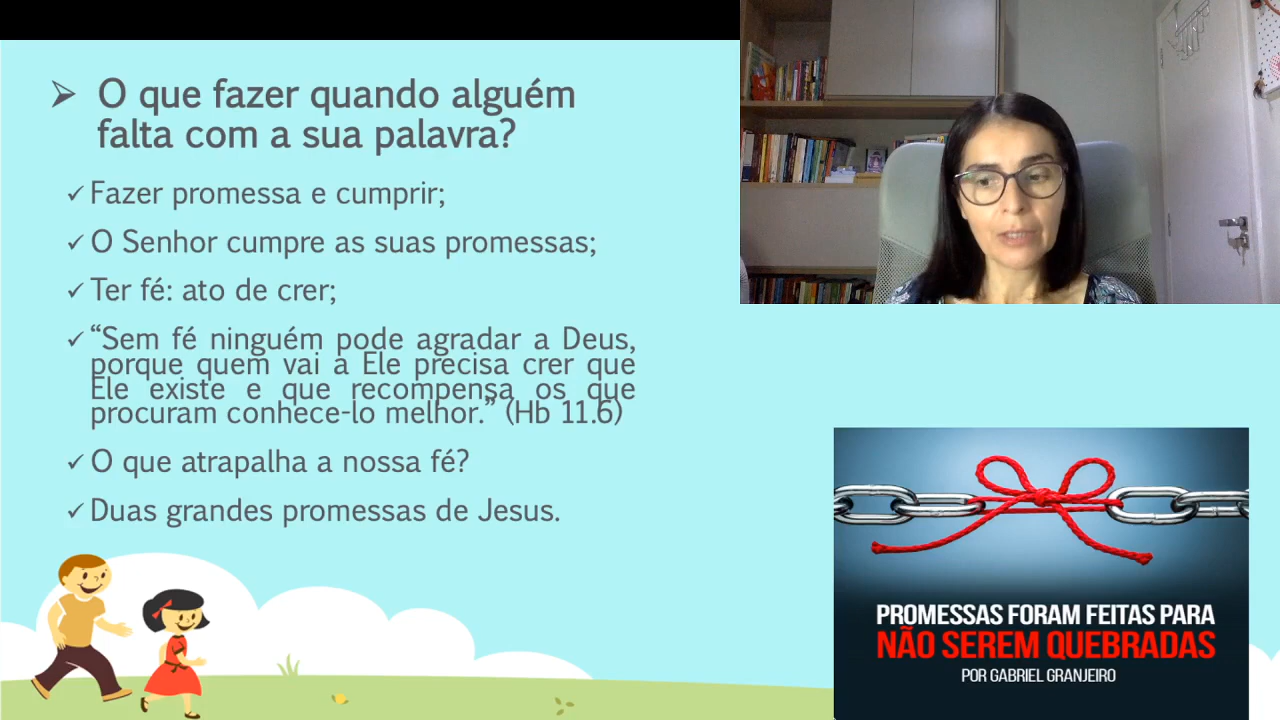 ➢ O que fazer quando alguém
falta com a sua palavra?
✓ Fazer promessa e cumprir;
✓ O Senhor cumpre as suas promessas;
✓ Ter fé: ato de crer;
✓ “Sem fé ninguém pode agradar a Deus,
porque quem vai a Ele precisa crer que
Ele existe e que recompensa os que
procuram conhece-lo melhor.” (Hb 11.6)
✓ O que atrapalha a nossa fé?
✓ Duas grandes promessas de Jesus.
PROMESSAS FORAM FEITAS PARA
NÃO SEREM QUEBRADAS
POR GABRIEL GRANJEIRO